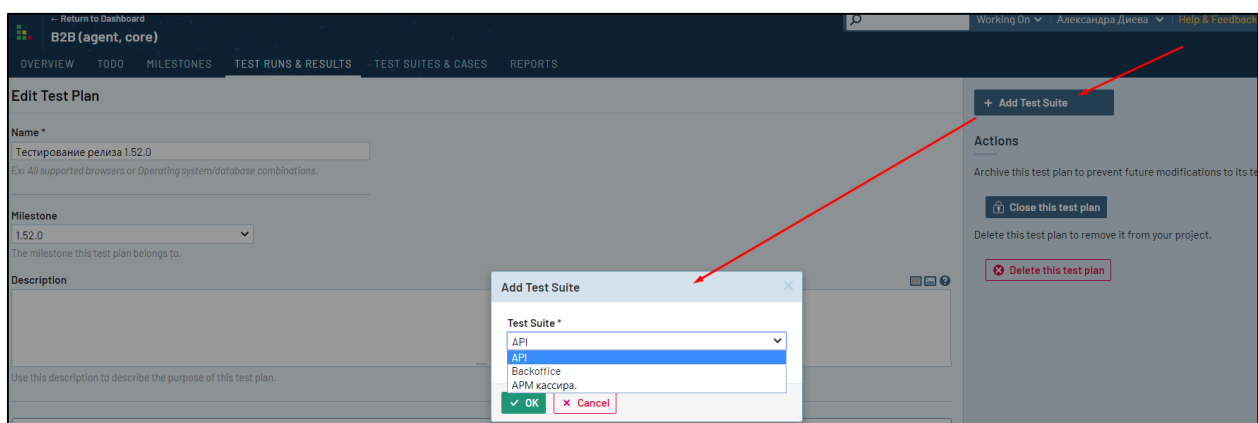 ← Return to Dashboard
B2B (agent, core)
Working On | Александра Диева | Help & Feedback
OVERVIEW TODO MILESTONES TEST RUNS & RESULTS TEST SUITES & CASES REPORTS
Edit Test Plan
+ Add Test Suite
Name *
Тестирование релиза 1.52.0
Ex: All supported browsers or Operating system/database combinations.
Actions
Archive this test plan to prevent future modifications to its te
Close this test plan
Milestone
1.52.0
The milestone this test plan belongs to.
Delete this test plan to remove it from your project.
Delete this test plan
Description
Use this description to describe the purpose of this test plan.
Add Test Suite
Test Suite *
API
API
Backoffice
АРМ кассира.
OK Cancel